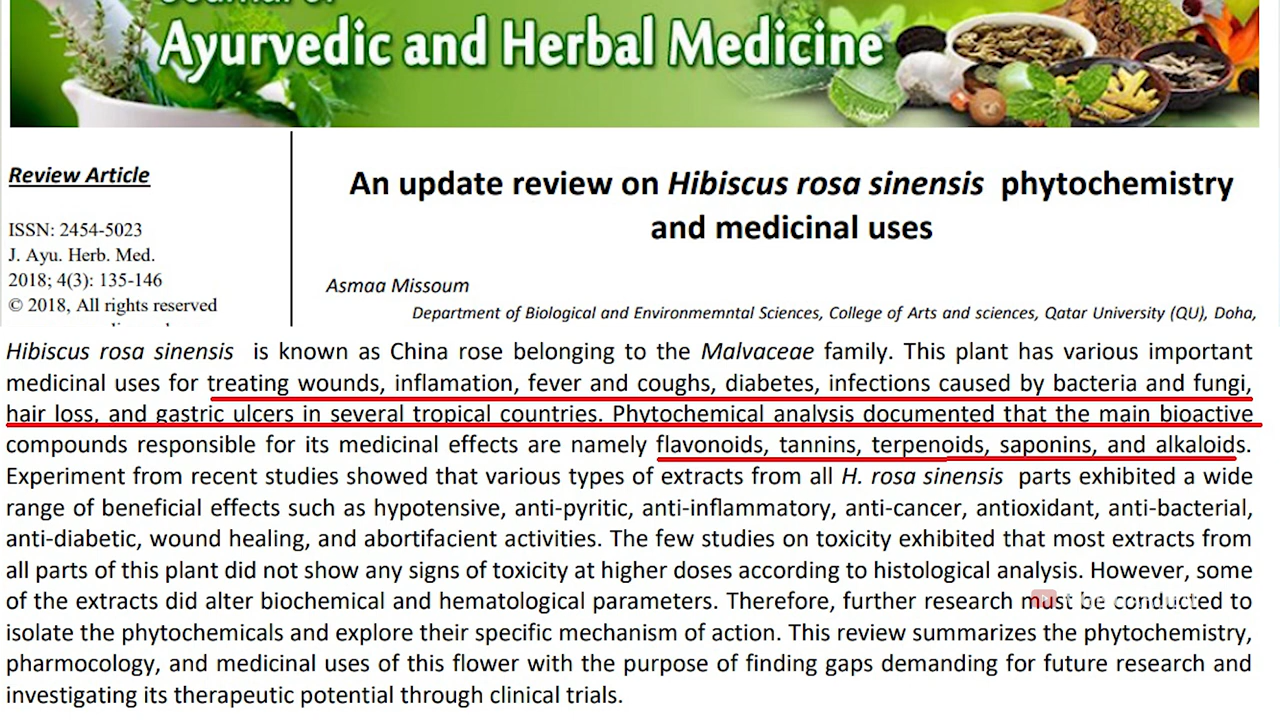 Journal of
Ayurvedic and Herbal Medicine
Review Article
ISSN: 2454-5023
J. Ayu. Herb. Med.
2018; 4(3): 135-146
© 2018, All rights reserved
An update review on Hibiscus rosa sinensis phytochemistry
and medicinal uses
Asmaa Missoum
Department of Biological and Environmemntal Sciences, College of Arts and sciences, Qatar University (QU), Doha,
Hibiscus rosa sinensis is known as China rose belonging to the Malvaceae family. This plant has various important
medicinal uses for treating wounds, inflamation, fever and coughs, diabetes, infections caused by bacteria and fungi,
hair loss, and gastric ulcers in several tropical countries. Phytochemical analysis documented that the main bioactive
compounds responsible for its medicinal effects are namely flavonoids, tannins, terpenoids, saponins, and alkaloids.
Experiment from recent studies showed that various types of extracts from all H. rosa sinensis parts exhibited a wide
range of beneficial effects such as hypotensive, anti-pyritic, anti-inflammatory, anti-cancer, antioxidant, anti-bacterial,
anti-diabetic, wound healing, and abortifacient activities. The few studies on toxicity exhibited that most extracts from
all parts of this plant did not show any signs of toxicity at higher doses according to histological analysis. However, some
of the extracts did alter biochemical and hematological parameters. Therefore, further research must be conducted to
isolate the phytochemicals and explore their specific mechanism of action. This review summarizes the phytochemistry,
pharmocology, and medicinal uses of this flower with the purpose of finding gaps demanding for future research and
investigating its therapeutic potential through clinical trials.